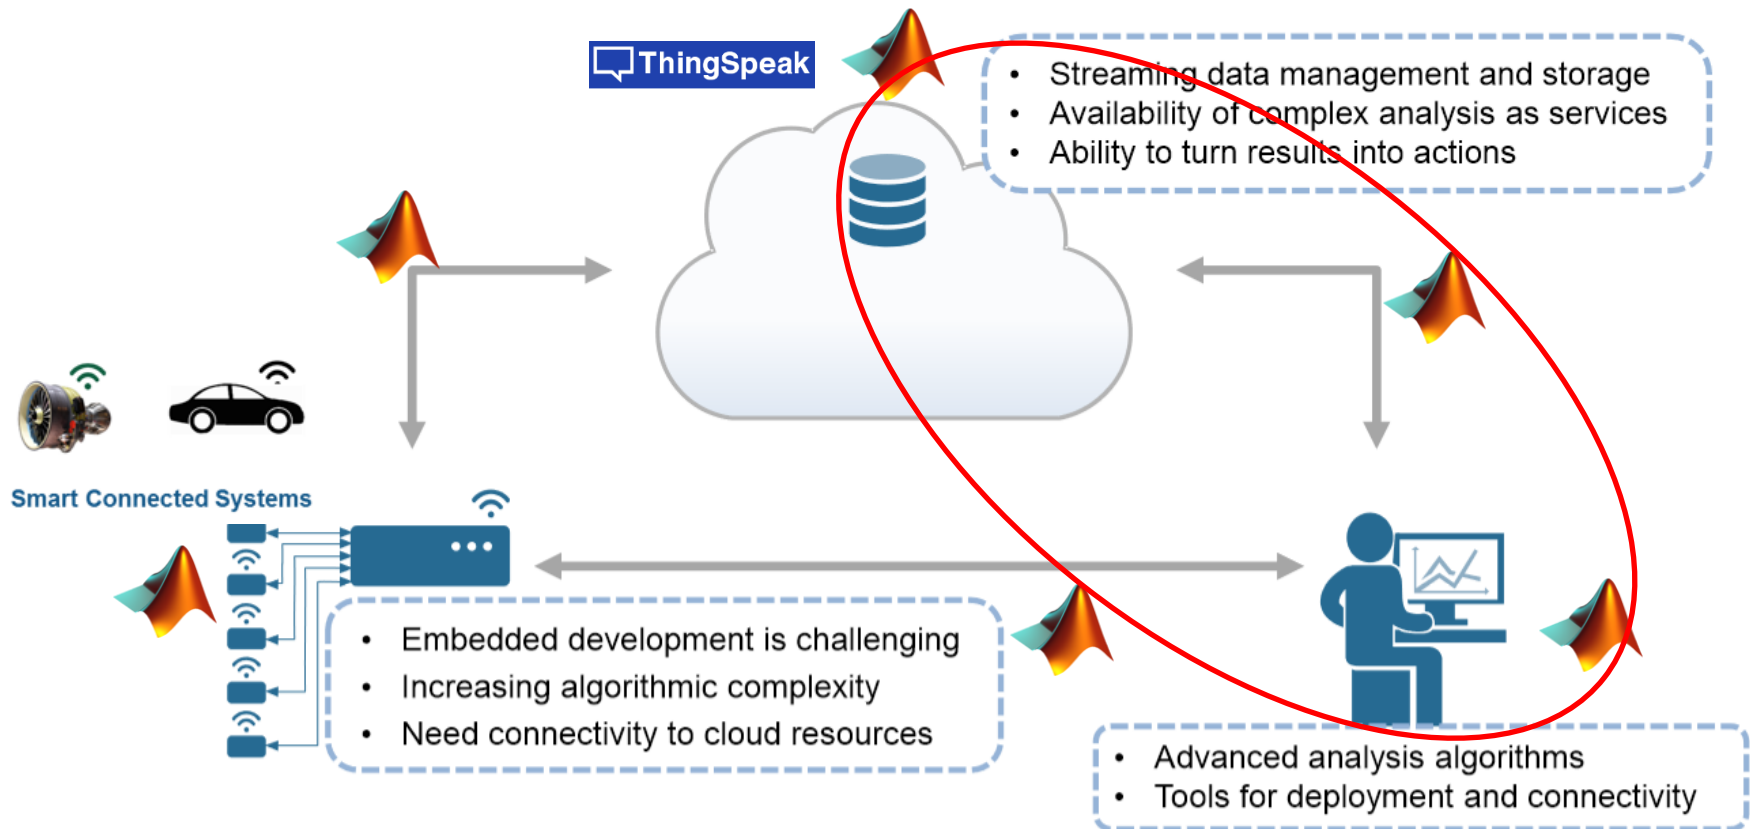 ThingSpeak
• Streaming data management and storage
• Availability of complex analysis as services
• Ability to turn results into actions
Smart Connected Systems
• Embedded development is challenging
• Increasing algorithmic complexity
• Need connectivity to cloud resources
• Advanced analysis algorithms
• Tools for deployment and connectivity